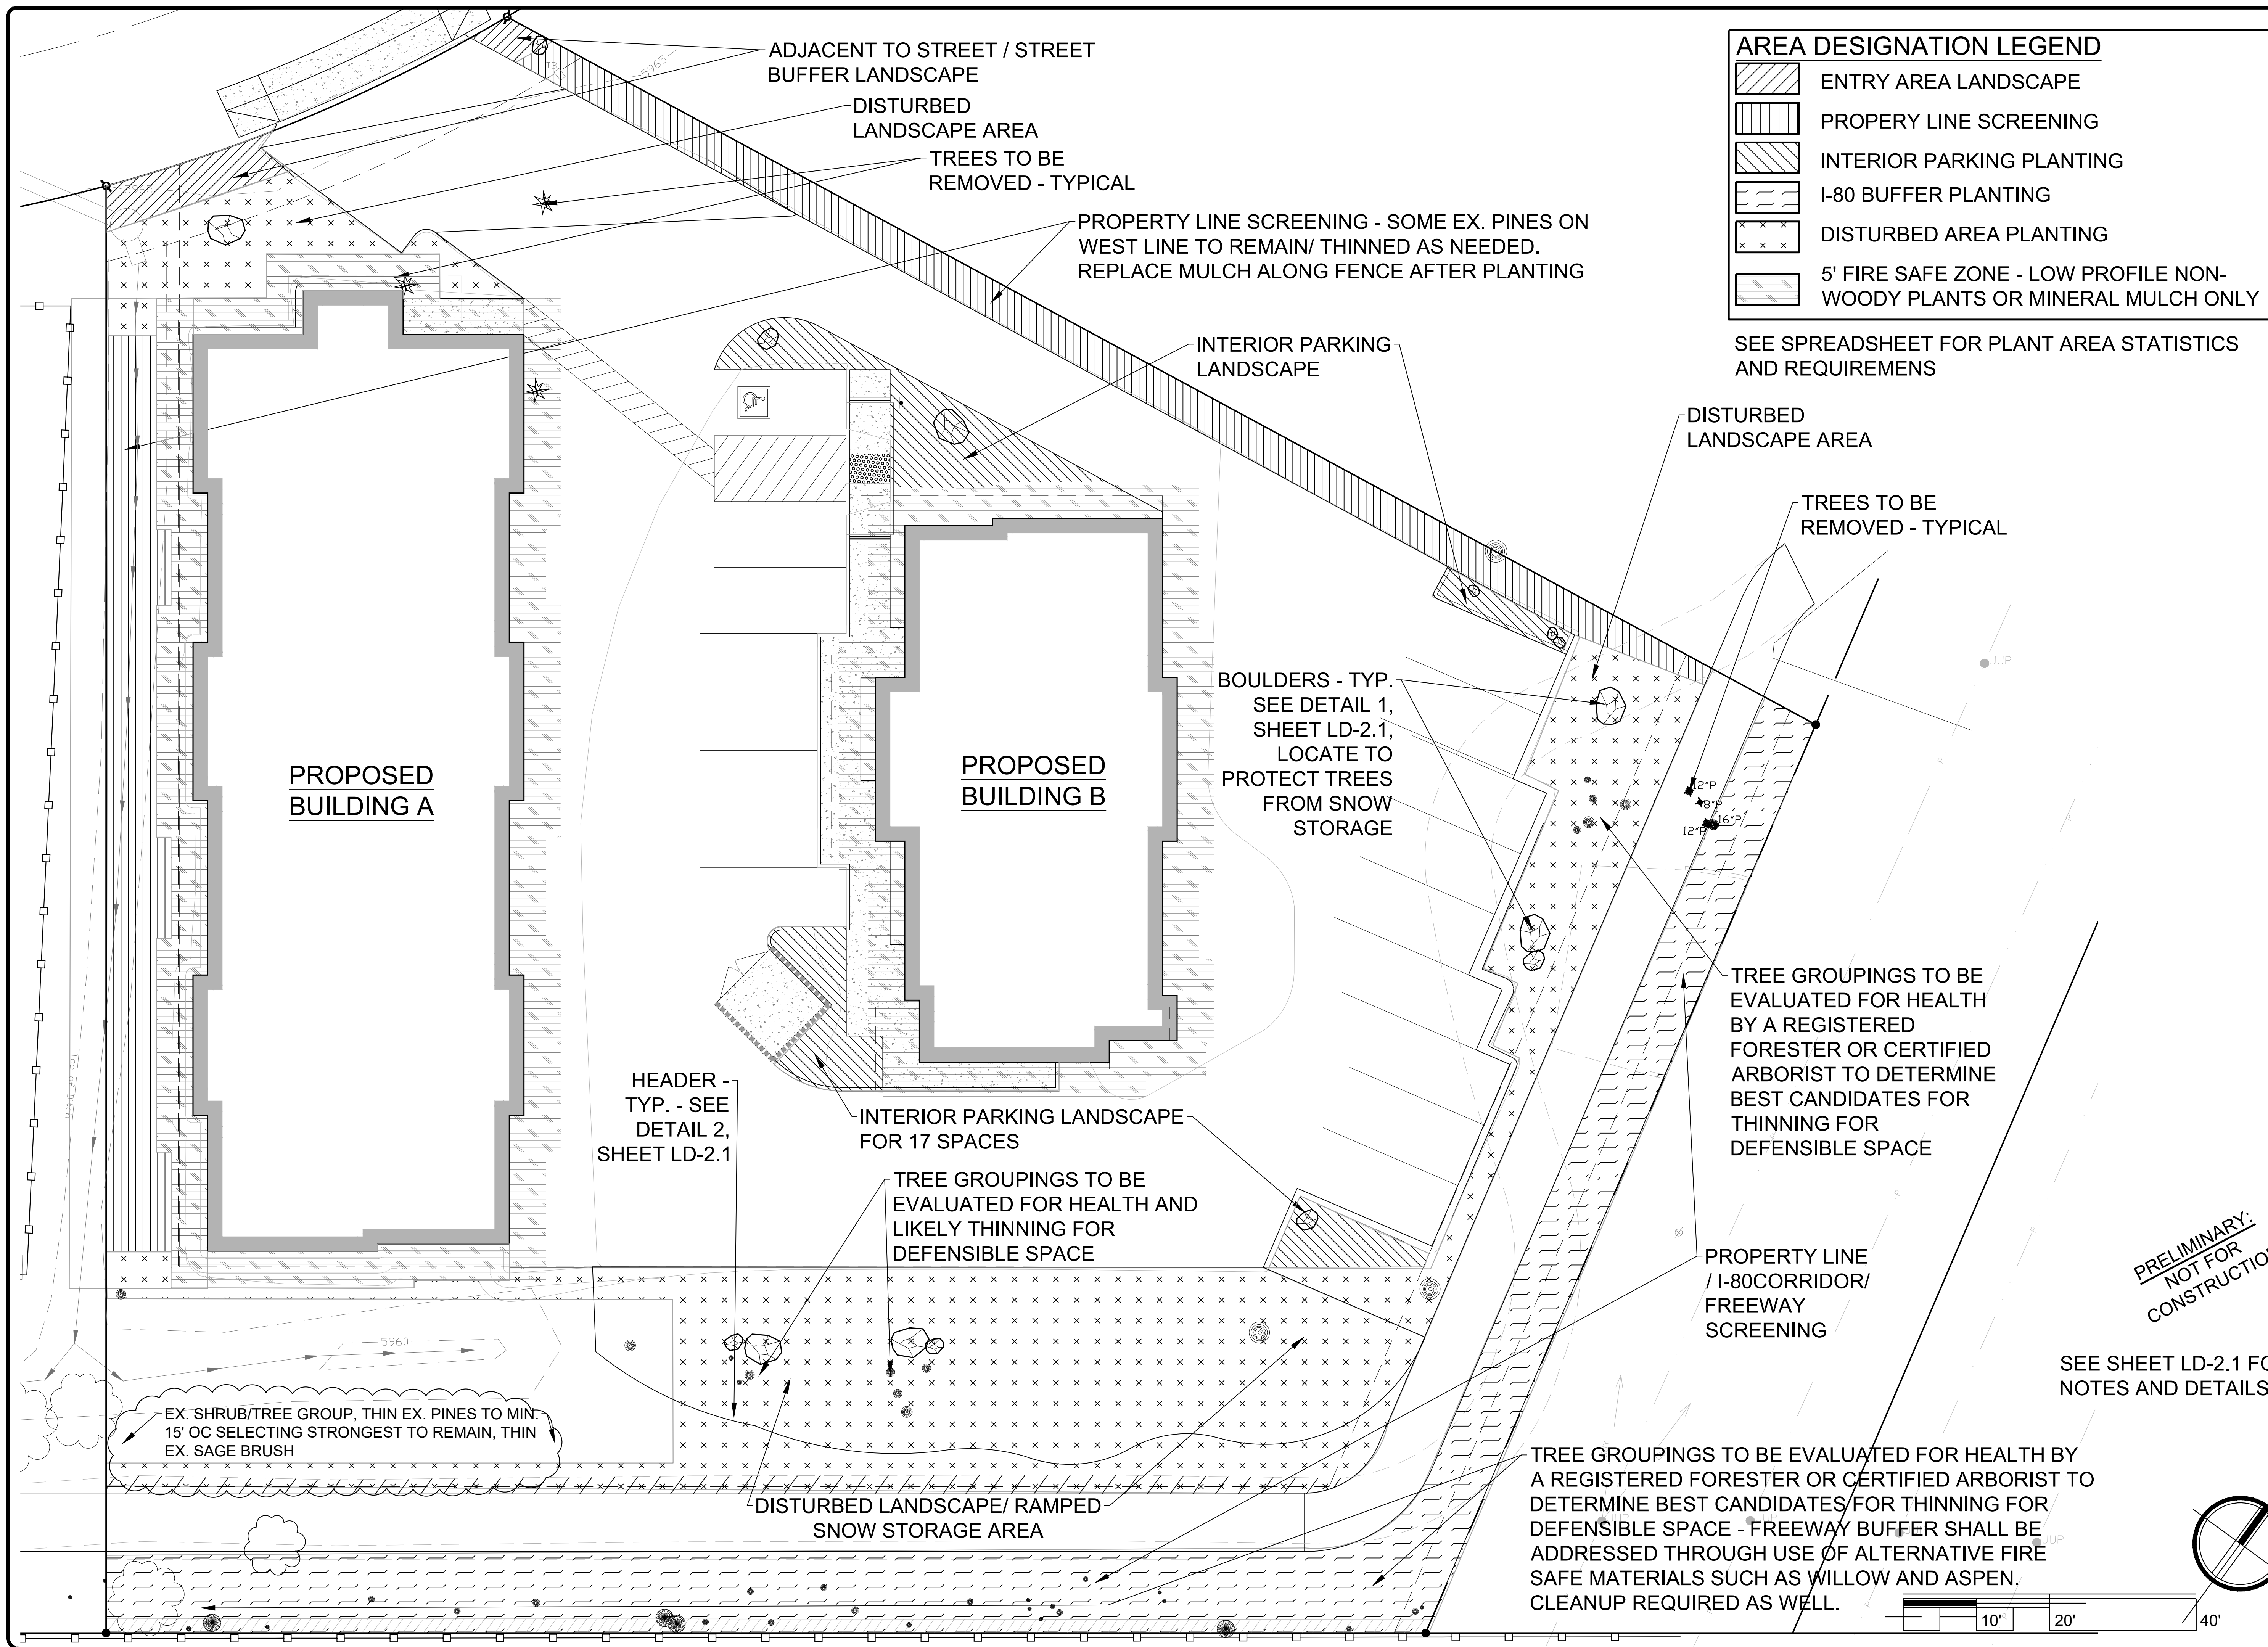 ADJACENT TO STREET / STREET
BUFFER LANDSCAPE
DISTURBED
LANDSCAPE AREA
TREES TO BE
REMOVED - TYPICAL
PROPERTY LINE SCREENING - SOME EX. PINES ON
WEST LINE TO REMAIN/ THINNED AS NEEDED.
REPLACE MULCH ALONG FENCE AFTER PLANTING
AREA DESIGNATION LEGEND
ENTRY AREA LANDSCAPE
PROPERY LINE SCREENING
INTERIOR PARKING PLANTING
I-80 BUFFER PLANTING
DISTURBED AREA PLANTING
5' FIRE SAFE ZONE - LOW PROFILE NON-
WOODY PLANTS OR MINERAL MULCH ONLY
SEE SPREADSHEET FOR PLANT AREA STATISTICS
AND REQUIREMENS
5965
5965
INTERIOR PARKING
LANDSCAPE
DISTURBED
LANDSCAPE AREA
TREES TO BE
REMOVED - TYPICAL
JUP
BOULDERS - TYP.
SEE DETAIL 1,
SHEET LD-2.1,
LOCATE TO
PROTECT TREES
FROM SNOW
STORAGE
PROPOSED
BUILDING A
PROPOSED
BUILDING B
12"P
8"P
16"P
12"P
TREE GROUPINGS TO BE
EVALUATED FOR HEALTH
BY A REGISTERED
FORESTER OR CERTIFIED
ARBORIST TO DETERMINE
BEST CANDIDATES FOR
THINNING FOR
DEFENSIBLE SPACE
HEADER -
TYP. - SEE
DETAIL 2,
SHEET LD-2.1
INTERIOR PARKING LANDSCAPE
FOR 17 SPACES
TREE GROUPINGS TO BE
EVALUATED FOR HEALTH AND
LIKELY THINNING FOR
DEFENSIBLE SPACE
PROPERTY LINE
/ I-80CORRIDOR/
FREEWAY
SCREENING
PRELIMINARY:
NOT FOR
CONSTRUCTIO
SEE SHEET LD-2.1 FO
NOTES AND DETAILS
5960
EX. SHRUB/TREE GROUP, THIN EX. PINES TO MIN.
15' OC SELECTING STRONGEST TO REMAIN, THIN
EX. SAGE BRUSH
DISTURBED LANDSCAPE/ RAMPED
SNOW STORAGE AREA
TREE GROUPINGS TO BE EVALUATED FOR HEALTH BY
A REGISTERED FORESTER OR CERTIFIED ARBORIST TO
DETERMINE BEST CANDIDATES FOR THINNING FOR
DEFENSIBLE SPACE - FREEWAY BUFFER SHALL BE
ADDRESSED THROUGH USE OF ALTERNATIVE FIRE
SAFE MATERIALS SUCH AS WILLOW AND ASPEN.
CLEANUP REQUIRED AS WELL.
JUP
JUP
JUP
10'
20'
40'